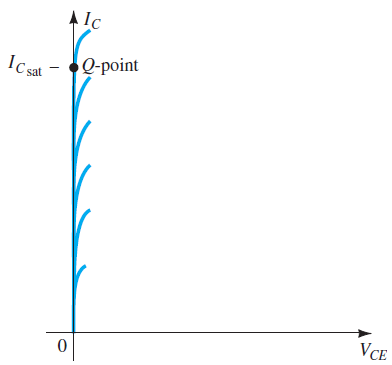 I_C
I_C sat
Q-point
0
V_CE